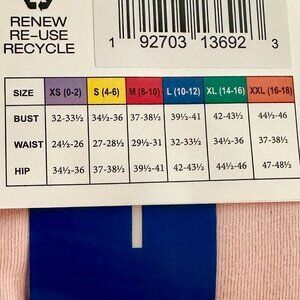 RENEW
RE-USE
RECYCLE
1 92703 13692 3
SIZE XS (0-2) S (4-6) M (8-10) L (10-12) XL (14-16) XXL (16-18)
BUST 32-33½ 34½-36 37-38½ 39½-41 42-43½ 44½-46
WAIST 24½-26 27-28½ 29½-31 32-33½ 34½-36 37-38½
HIP 34½-36 37-38½ 39½-41 42-43½ 44½-46 47-48½